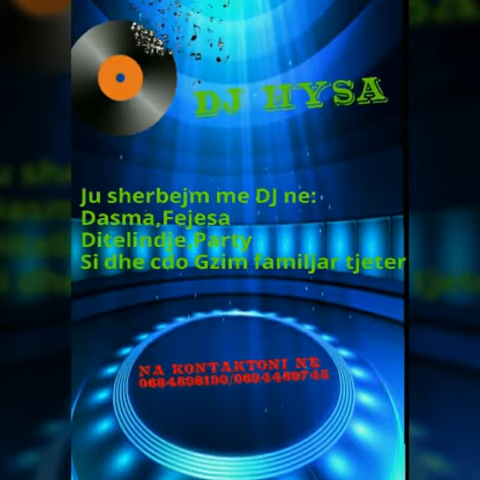 DJ HYSA
Ju sherbejm me DJ ne:
Dasma,Fejesa
Ditelindje,Party
Si dhe cdo Gzim familjar tjeter
NA KONTAKTONI NE
0684898190/0694469745